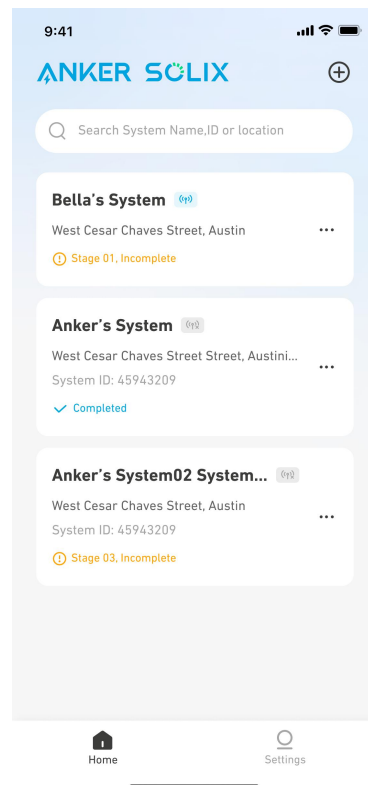 9:41
ANKER SOLIX
Search System Name,ID or location
Bella's System
West Cesar Chaves Street, Austin
Stage 01, Incomplete
Anker's System
West Cesar Chaves Street Street, Austini...
System ID: 45943209
Completed
Anker's System02 System...
West Cesar Chaves Street, Austin
System ID: 45943209
Stage 03, Incomplete
Home
Settings